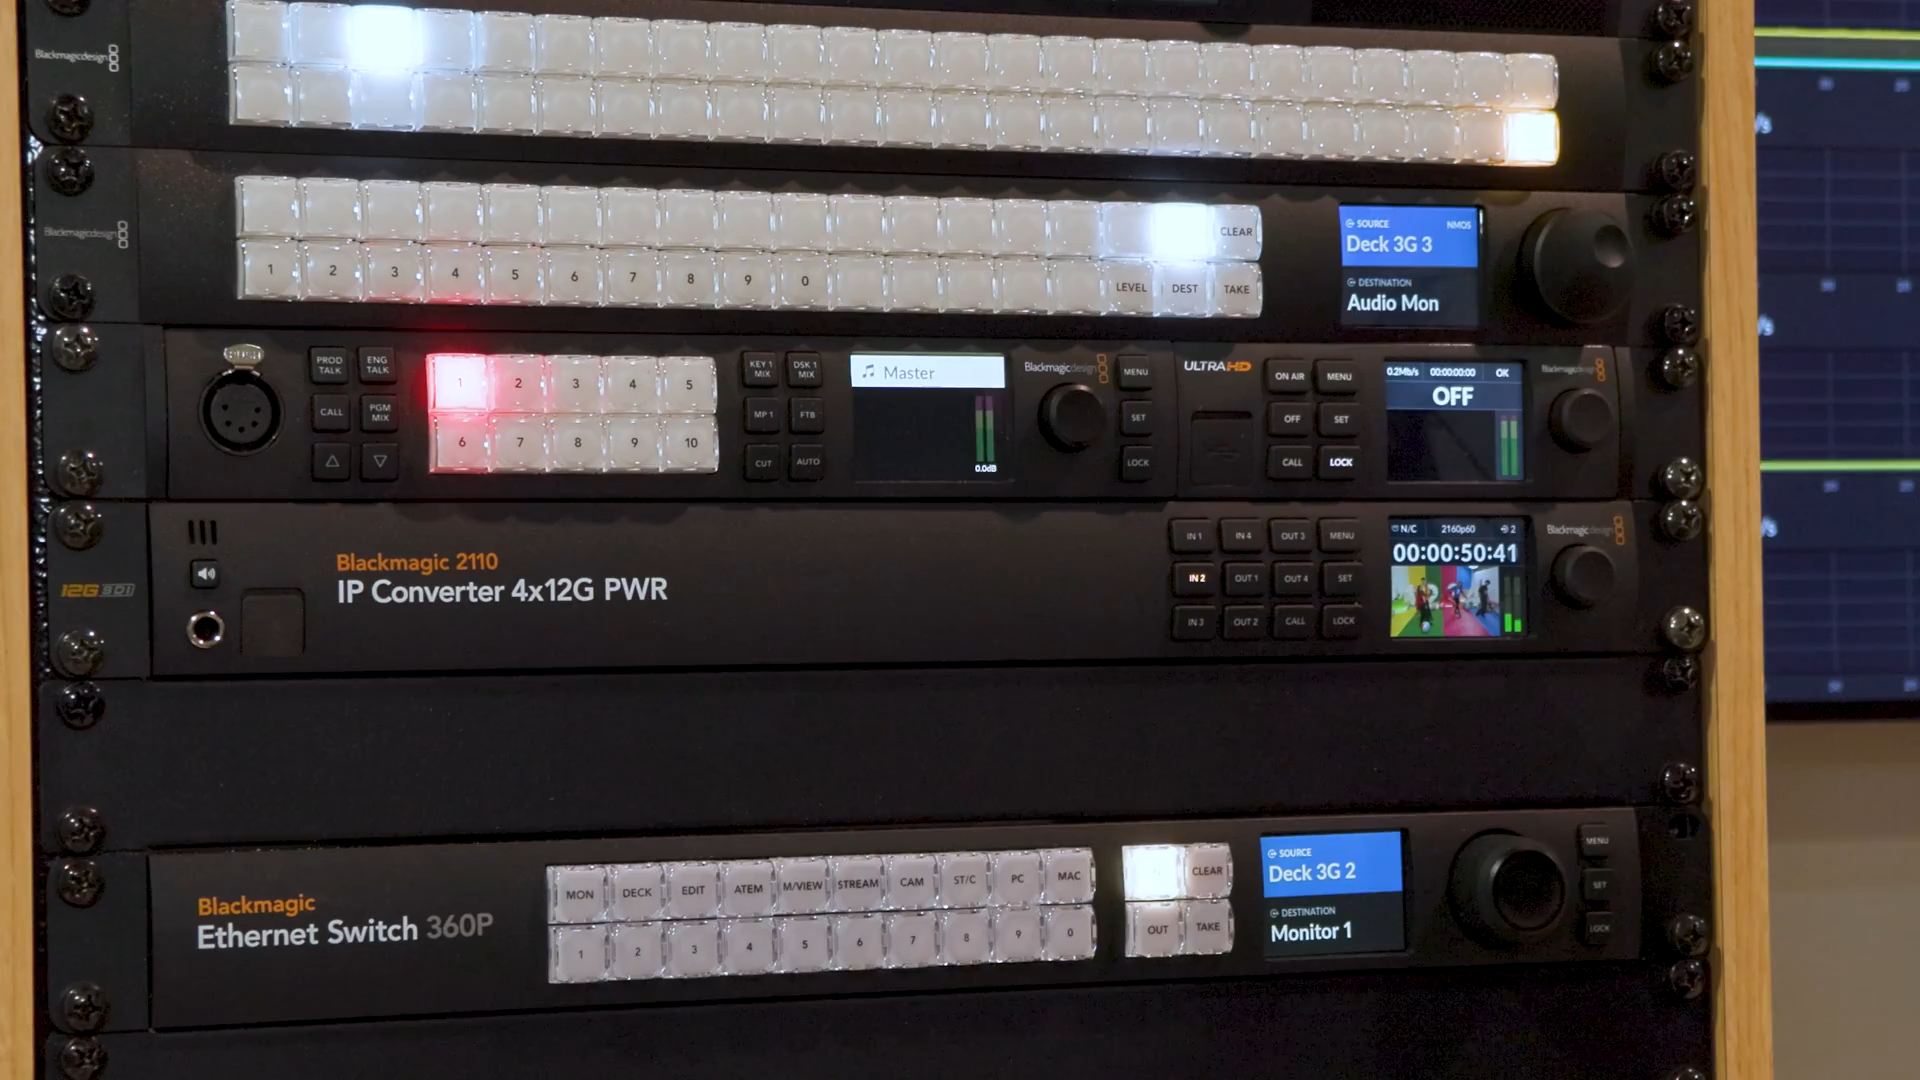 Blackmagicdesign
Blackmagicdesign
CLEAR
1 2 3 4 5 6 7 8 9 0 LEVEL DEST TAKE
SOURCE NMOS
Deck 3G 3
DESTINATION
Audio Mon
PROD TALK
ENG TALK
CALL
PGM MIX
1 2 3 4 5
6 7 8 9 10
KEY 1 MIX
DSK 1 MIX
MP 1
FTB
CUT
AUTO
Master
0.0dB
Blackmagicdesign
MENU
SET
LOCK
ULTRA HD
ON AIR
MENU
OFF
SET
CALL
LOCK
0.2Mb/s 00:00:00:00 OK
OFF
Blackmagicdesign
12G SDI
Blackmagic 2110
IP Converter 4x12G PWR
IN 1 IN 4 OUT 3 MENU
IN 2 OUT 1 OUT 4 SET
IN 3 OUT 2 CALL LOCK
N/C 2160p60 2
00:00:50:41
Blackmagicdesign
Blackmagic
Ethernet Switch 360P
MON DECK EDIT ATEM M/VIEW STREAM CAM ST/C PC MAC
1 2 3 4 5 6 7 8 9 0
CLEAR
OUT TAKE
SOURCE
Deck 3G 2
DESTINATION
Monitor 1
MENU
SET
LOCK